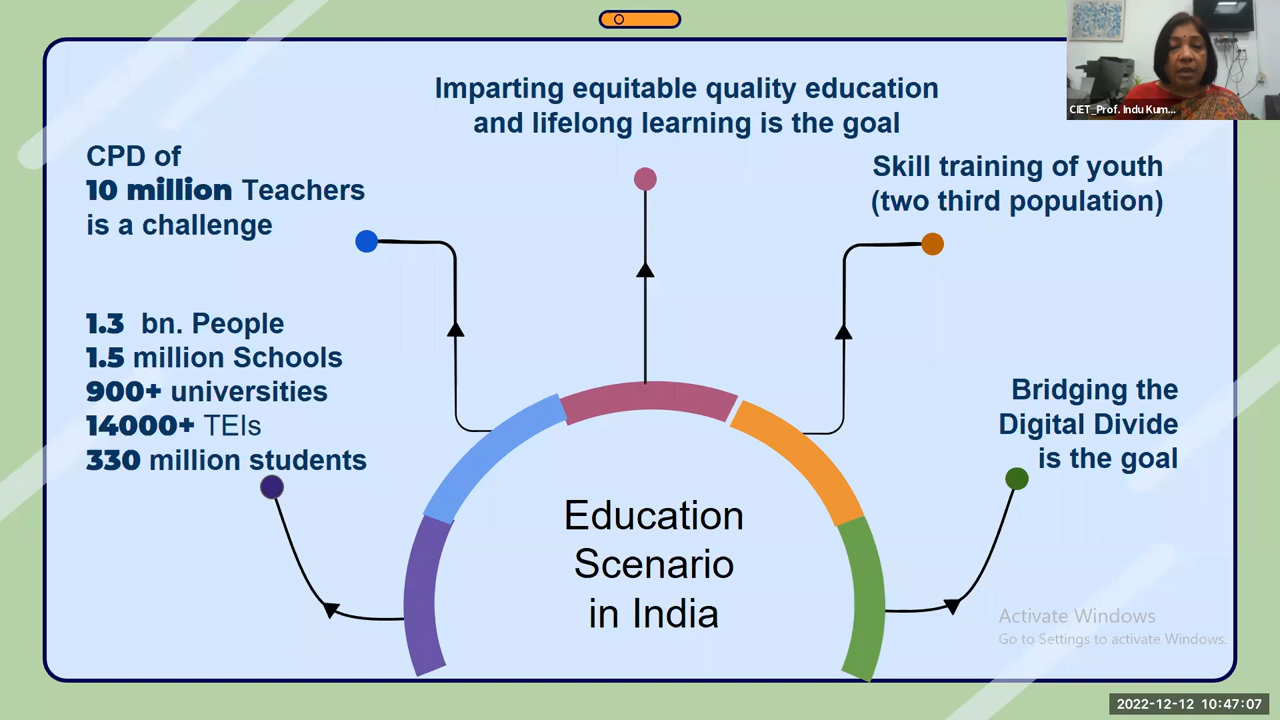 Imparting equitable quality education
and lifelong learning is the goal
CIET_Prof. Indu Kum...
CPD of
10 million Teachers
is a challenge
Skill training of youth
(two third population)
1.3 bn. People
1.5 million Schools
900+ universities
14000+ TEIs
330 million students
Bridging the
Digital Divide
is the goal
Education
Scenario
in India
Activate Windows
Go to Settings to activate Windows.
2022-12-12 10:47:07